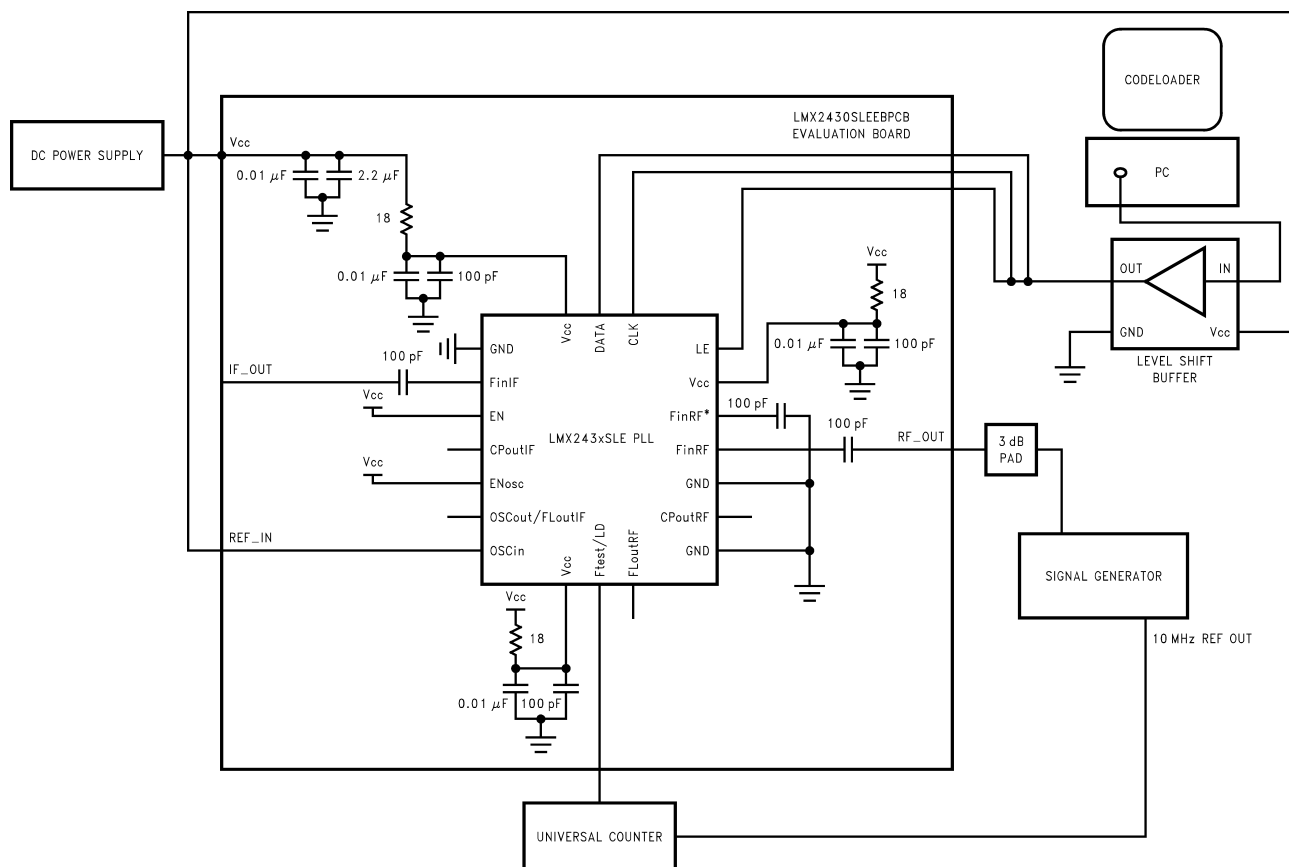 CODELOADER
LMX2430SLEEBPCB
EVALUATION BOARD
DC POWER SUPPLY
Vcc
PC
0.01 μF
2.2 μF
18
0.01 μF
100 pF
Vcc
18
0.01 μF
100 pF
OUT
IN
GND
Vcc
LEVEL SHIFT
BUFFER
Vcc
DATA
CLK
GND
LE
100 pF
IF_OUT
FinIF
Vcc
Vcc
EN
FinRF*
100 pF
LMX243xSLE PLL
CPoutIF
FinRF
100 pF
RF_OUT
3 dB
PAD
Vcc
ENosc
GND
OSCout/FLoutIF
CPoutRF
REF_IN
OSCin
GND
Vcc
Ftest/LD
FLoutRF
SIGNAL GENERATOR
Vcc
18
10 MHz REF OUT
0.01 μF
100 pF
UNIVERSAL COUNTER